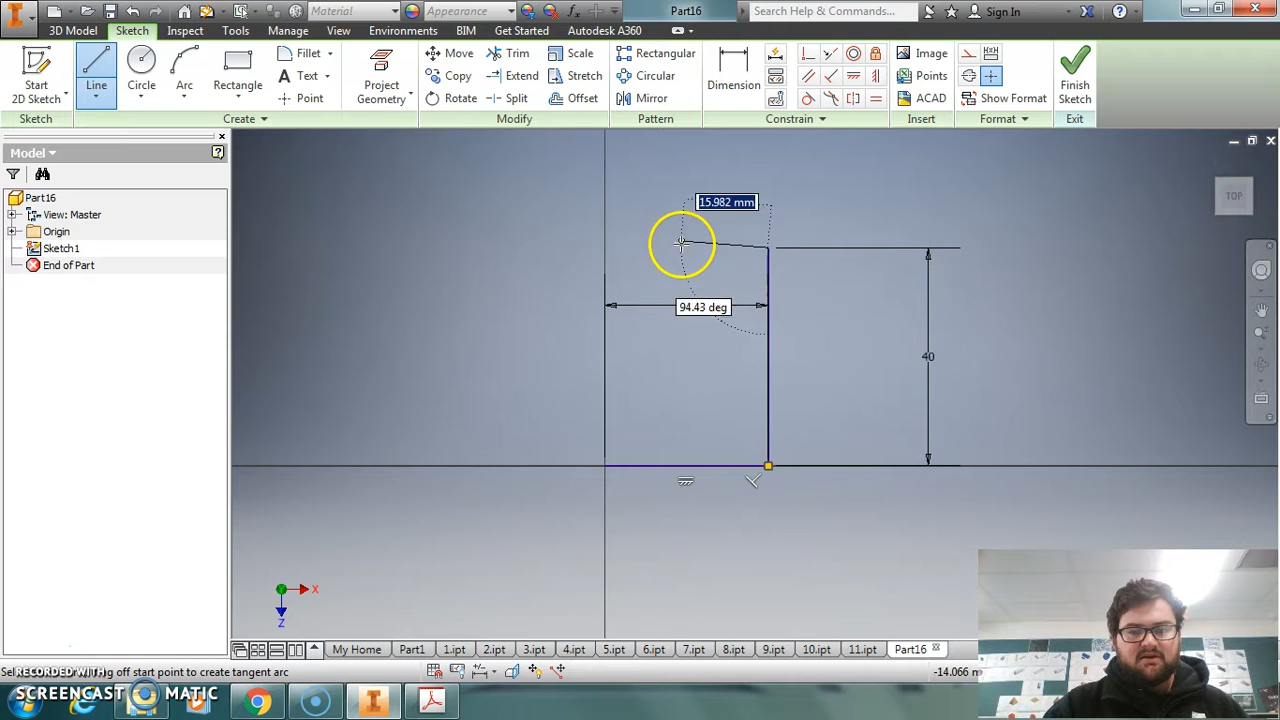 Material
Appearance
Part16
Search Help & Commands...
Sign In
3D Model
Sketch
Inspect
Tools
Manage
View
Environments
BIM
Get Started
Autodesk A360
Start
2D Sketch
Line
Circle
Arc
Rectangle
Fillet
Text
Point
Project
Geometry
Move
Copy
Rotate
Trim
Extend
Split
Scale
Stretch
Offset
Rectangular
Circular
Mirror
Dimension
Image
Points
ACAD
Show Format
Finish
Sketch
Sketch
Create
Modify
Pattern
Constrain
Insert
Format
Exit
Model
Part16
View: Master
Origin
Sketch1
End of Part
15.982 mm
94.43 deg
40
TOP
X
Z
My Home
Part1
1.ipt
2.ipt
3.ipt
4.ipt
5.ipt
6.ipt
7.ipt
8.ipt
9.ipt
10.ipt
11.ipt
Part16
off start point to create tangent arc
-14.066 m
RECORDED WITH
SCREENCAST MATIC